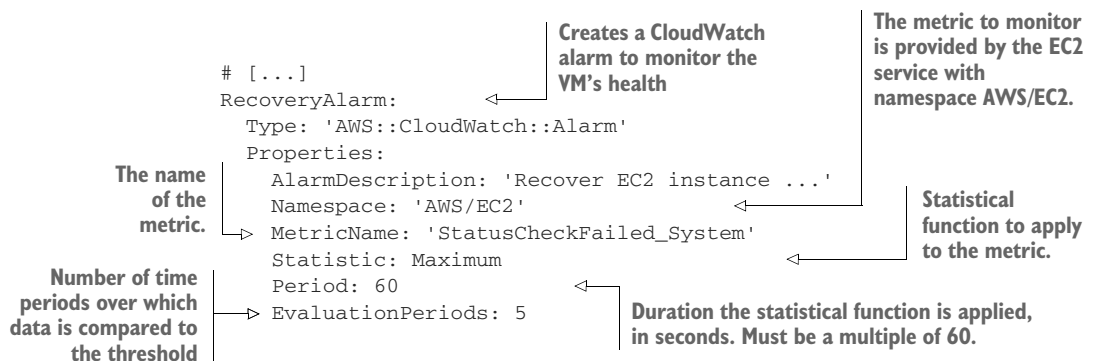 Creates a CloudWatch
alarm to monitor the
VM's health
The metric to monitor
is provided by the EC2
service with
namespace AWS/EC2.
# [...]
RecoveryAlarm:
Type: 'AWS::CloudWatch::Alarm'
Properties:
AlarmDescription: 'Recover EC2 instance ...'
Namespace: 'AWS/EC2'
MetricName: 'StatusCheckFailed_System'
Statistic: Maximum
Period: 60
EvaluationPeriods: 5
The name
of the
metric.
Statistical
function to apply
to the metric.
Number of time
periods over which
data is compared to
the threshold
Duration the statistical function is applied,
in seconds. Must be a multiple of 60.